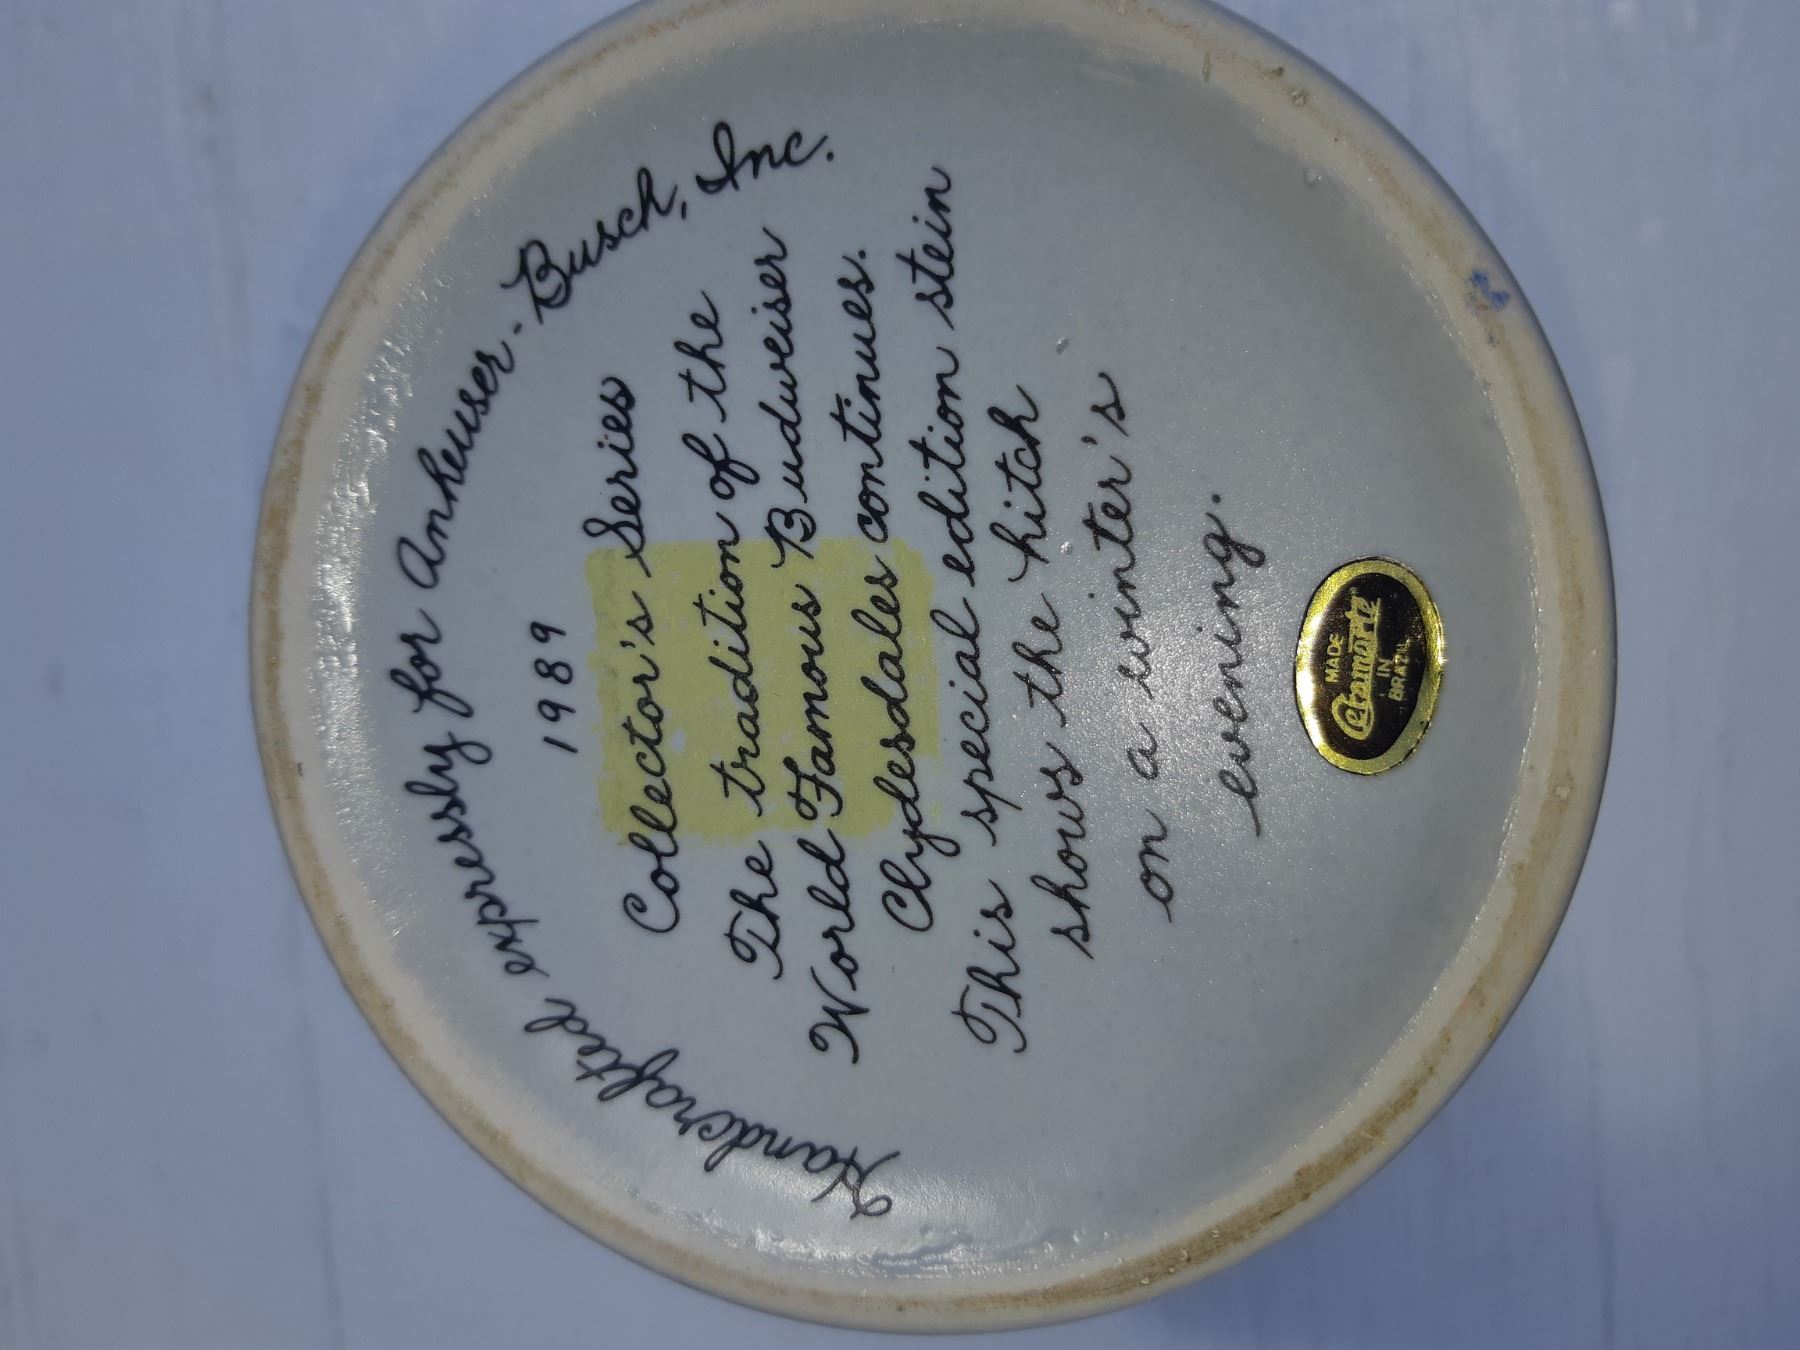 Handcrafted expressly for Anheuser-Busch, Inc.
1989
Collector's Series
The tradition of the
World Famous Budweiser
Clydesdales continues.
This special edition stein
shows the hitch
on a winter's
evening.
MADE
Ceramarte
IN
BRAZIL